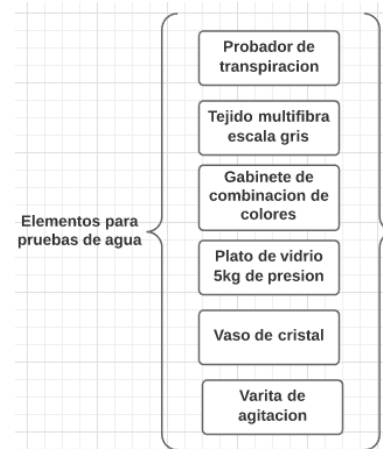 Probador de
transpiracion
Tejido multifibra
escala gris
Gabinete de
combinacion de
colores
Elementos para
pruebas de agua
Plato de vidrio
5kg de presion
Vaso de cristal
Varita de
agitacion